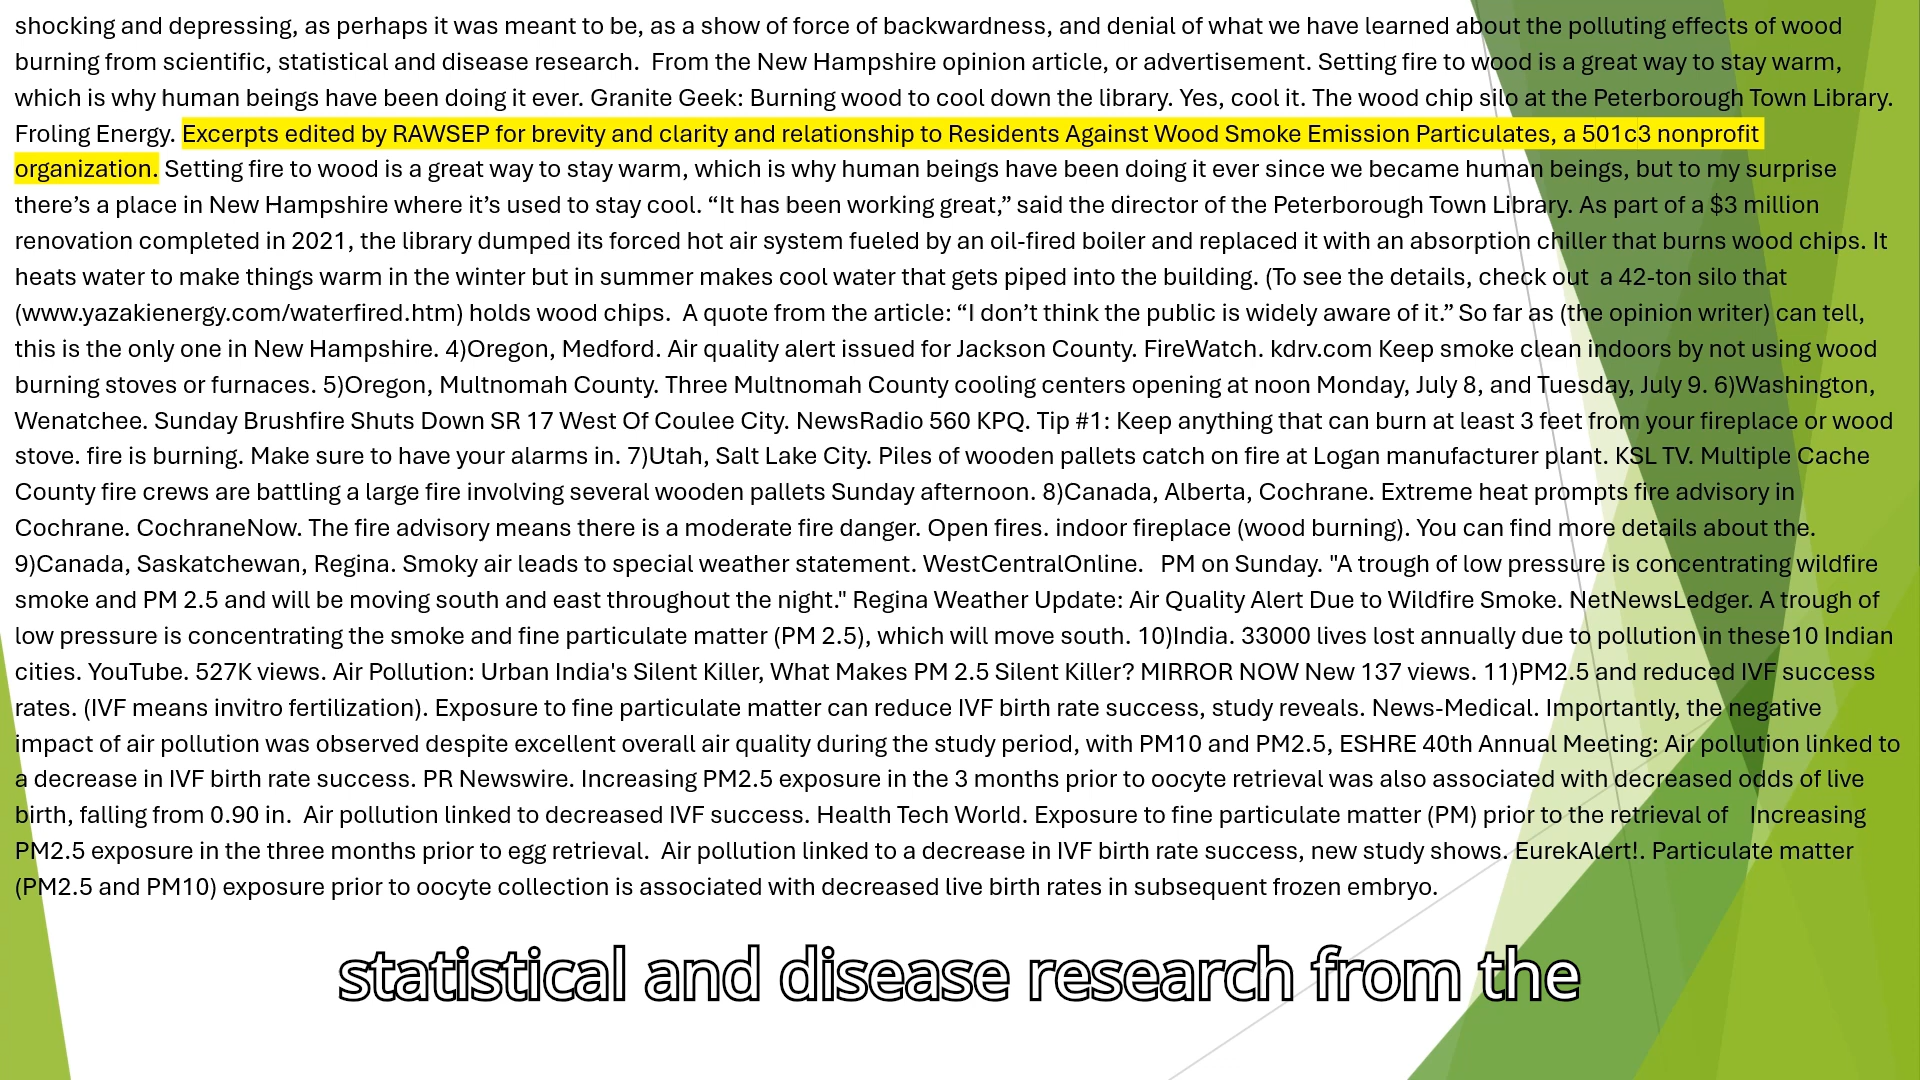 shocking and depressing, as perhaps it was meant to be, as a show of force of backwardness, and denial of what we have learned about the polluting effects of wood
burning from scientific, statistical and disease research.  From the New Hampshire opinion article, or advertisement. Setting fire to wood is a great way to stay warm,
which is why human beings have been doing it ever. Granite Geek: Burning wood to cool down the library. Yes, cool it. The wood chip silo at the Peterborough Town Library.
Froling Energy. Excerpts edited by RAWSEP for brevity and clarity and relationship to Residents Against Wood Smoke Emission Particulates, a 501c3 nonprofit
organization. Setting fire to wood is a great way to stay warm, which is why human beings have been doing it ever since we became human beings, but to my surprise
there’s a place in New Hampshire where it’s used to stay cool. “It has been working great,” said the director of the Peterborough Town Library. As part of a $3 million
renovation completed in 2021, the library dumped its forced hot air system fueled by an oil-fired boiler and replaced it with an absorption chiller that burns wood chips. It
heats water to make things warm in the winter but in summer makes cool water that gets piped into the building. (To see the details, check out  a 42-ton silo that
(www.yazakienergy.com/waterfired.htm) holds wood chips.  A quote from the article: “I don’t think the public is widely aware of it.” So far as (the opinion writer) can tell,
this is the only one in New Hampshire. 4)Oregon, Medford. Air quality alert issued for Jackson County. FireWatch. kdrv.com Keep smoke clean indoors by not using wood
burning stoves or furnaces. 5)Oregon, Multnomah County. Three Multnomah County cooling centers opening at noon Monday, July 8, and Tuesday, July 9. 6)Washington,
Wenatchee. Sunday Brushfire Shuts Down SR 17 West Of Coulee City. NewsRadio 560 KPQ. Tip #1: Keep anything that can burn at least 3 feet from your fireplace or wood
stove. fire is burning. Make sure to have your alarms in. 7)Utah, Salt Lake City. Piles of wooden pallets catch on fire at Logan manufacturer plant. KSL TV. Multiple Cache
County fire crews are battling a large fire involving several wooden pallets Sunday afternoon. 8)Canada, Alberta, Cochrane. Extreme heat prompts fire advisory in
Cochrane. CochraneNow. The fire advisory means there is a moderate fire danger. Open fires. indoor fireplace (wood burning). You can find more details about the.
9)Canada, Saskatchewan, Regina. Smoky air leads to special weather statement. WestCentralOnline.   PM on Sunday. "A trough of low pressure is concentrating wildfire
smoke and PM 2.5 and will be moving south and east throughout the night." Regina Weather Update: Air Quality Alert Due to Wildfire Smoke. NetNewsLedger. A trough of
low pressure is concentrating the smoke and fine particulate matter (PM 2.5), which will move south. 10)India. 33000 lives lost annually due to pollution in these10 Indian
cities. YouTube. 527K views. Air Pollution: Urban India's Silent Killer, What Makes PM 2.5 Silent Killer? MIRROR NOW New 137 views. 11)PM2.5 and reduced IVF success
rates. (IVF means invitro fertilization). Exposure to fine particulate matter can reduce IVF birth rate success, study reveals. News-Medical. Importantly, the negative
impact of air pollution was observed despite excellent overall air quality during the study period, with PM10 and PM2.5, ESHRE 40th Annual Meeting: Air pollution linked to
a decrease in IVF birth rate success. PR Newswire. Increasing PM2.5 exposure in the 3 months prior to oocyte retrieval was also associated with decreased odds of live
birth, falling from 0.90 in.  Air pollution linked to decreased IVF success. Health Tech World. Exposure to fine particulate matter (PM) prior to the retrieval of   Increasing
PM2.5 exposure in the three months prior to egg retrieval.  Air pollution linked to a decrease in IVF birth rate success, new study shows. EurekAlert!. Particulate matter
(PM2.5 and PM10) exposure prior to oocyte collection is associated with decreased live birth rates in subsequent frozen embryo.
statistical and disease research from the